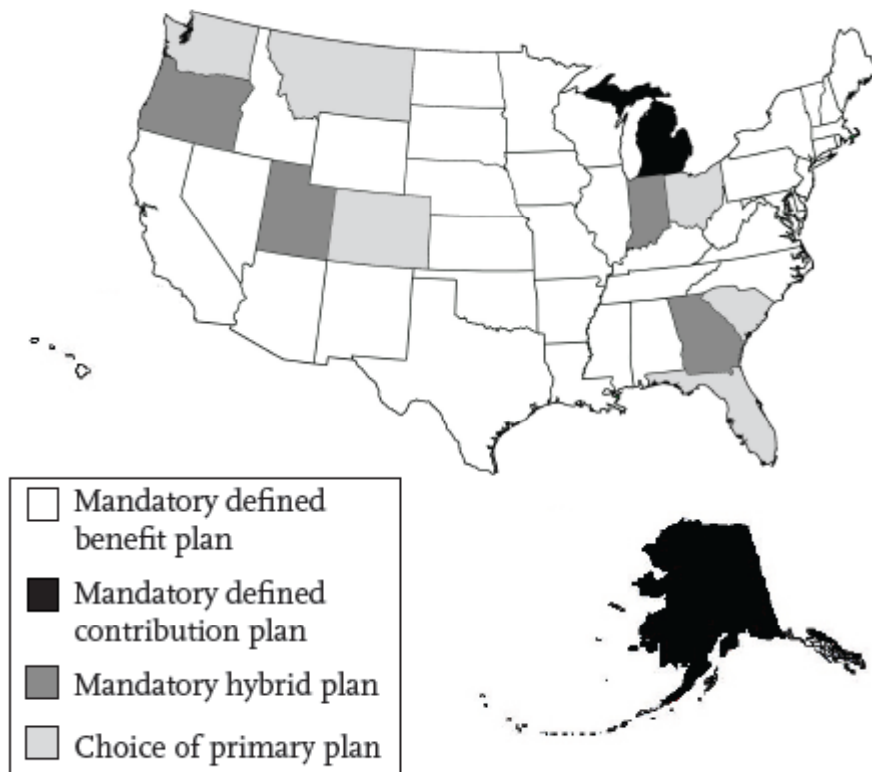 Mandatory defined
benefit plan
Mandatory defined
contribution plan
Mandatory hybrid plan
Choice of primary plan